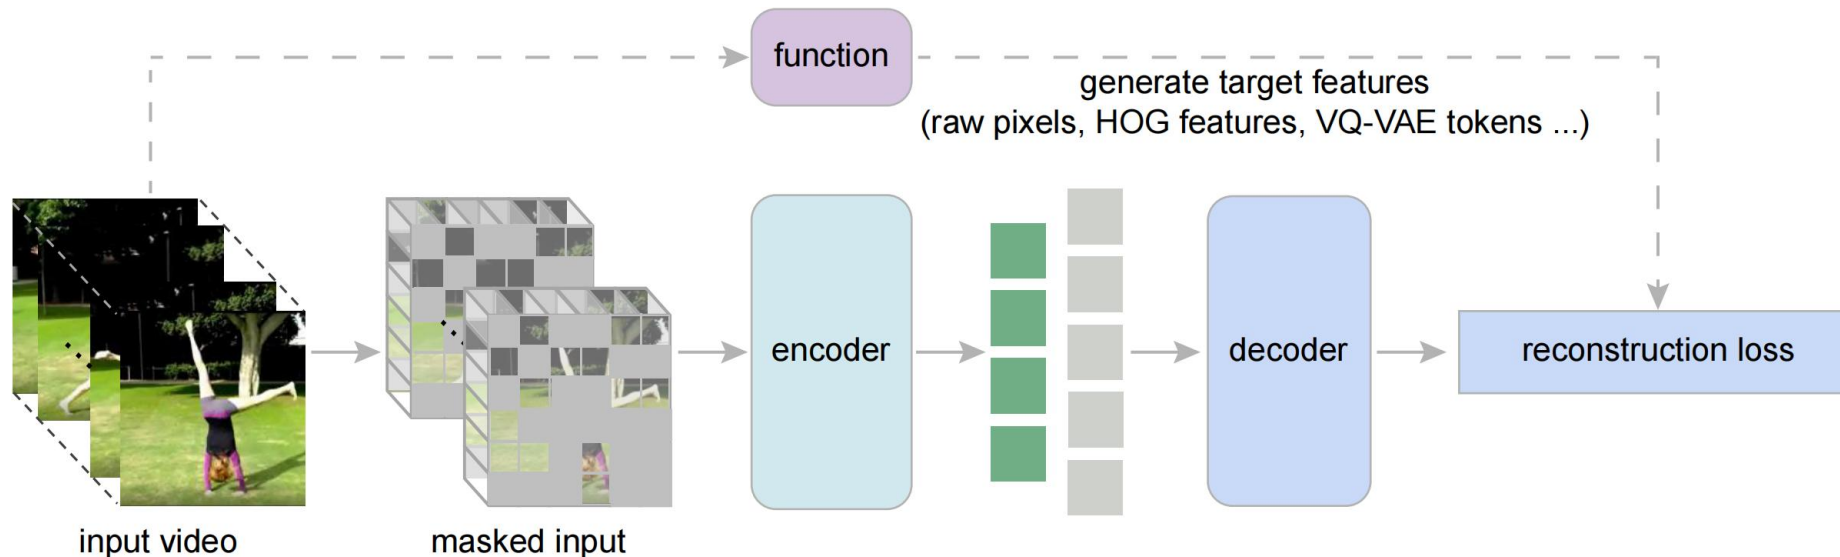 function
generate target features
(raw pixels, HOG features, VQ-VAE tokens ...)
encoder
decoder
reconstruction loss
input video
masked input